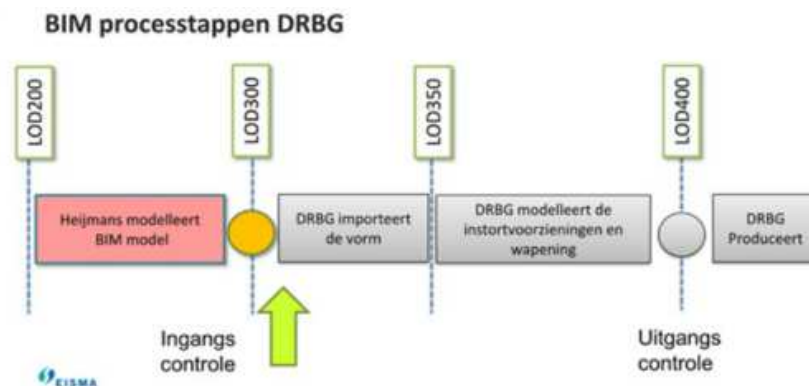 BIM processtappen DRBG
LOD200
LOD300
LOD350
LOD400
Heijmans modelleert
BIM model
DRBG importeert
de vorm
DRBG modelleert de
instortvoorzieningen en
wapening
DRBG
Produceert
Ingangs
controle
Uitgangs
controle
EISMA